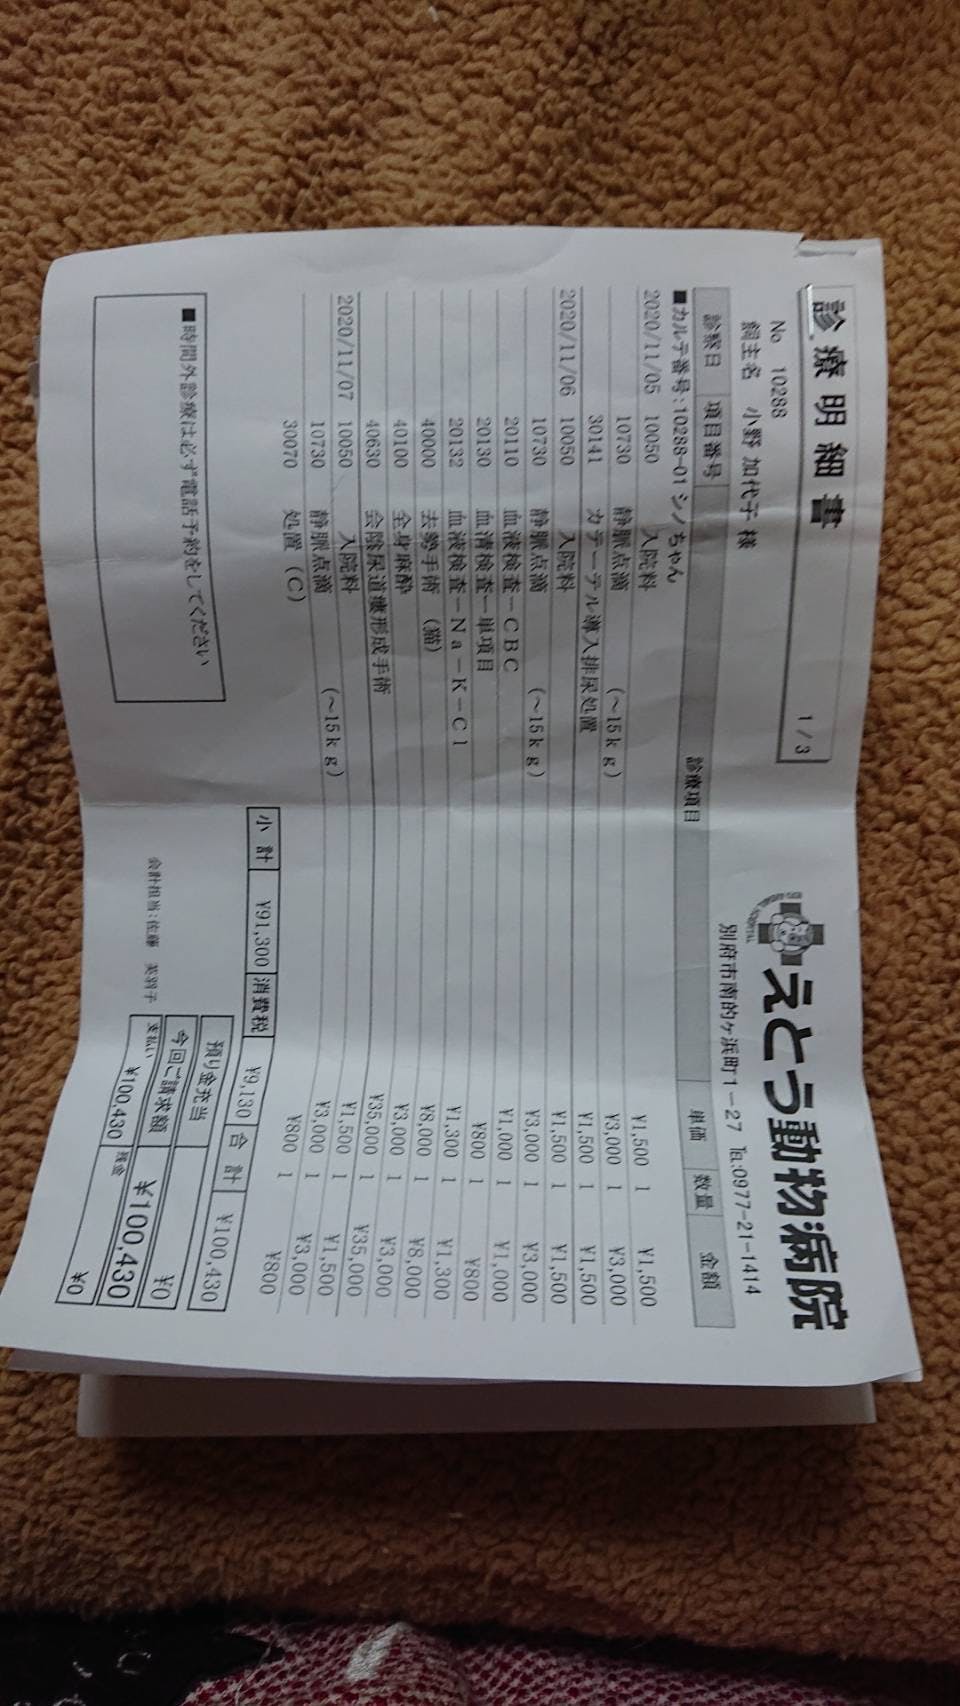 診療明細書 1/3
No. 10288
飼主名 小野 加代子 様
えとう動物病院
別府市南的ヶ浜町1-27 ℡:0977-21-1414
診察日 項目番号 診療項目 単価 数量 金額
■カルテ番号:10288-01 シノちゃん
2020/11/05 10050 入院料 ¥1,500 1 ¥1,500
10730 静脈点滴 (~15kg) ¥3,000 1 ¥3,000
30141 カテーテル導入排尿処置 ¥1,500 1 ¥1,500
2020/11/06 10050 入院料 ¥1,500 1 ¥1,500
10730 静脈点滴 (~15kg) ¥3,000 1 ¥3,000
20110 血液検査-CBC ¥1,000 1 ¥1,000
20130 血清検査-単項目 ¥800 1 ¥800
20132 血液検査-Na-K-Cl ¥1,300 1 ¥1,300
40000 去勢手術 (猫) ¥8,000 1 ¥8,000
40100 全身麻酔 ¥3,000 1 ¥3,000
40630 会陰尿道瘻形成手術 ¥35,000 1 ¥35,000
2020/11/07 10050 入院料 ¥1,500 1 ¥1,500
10730 静脈点滴 (~15kg) ¥3,000 1 ¥3,000
30070 処置 (C) ¥800 1 ¥800
小計 ¥91,300 消費税 ¥9,130 合計 ¥100,430
■時間外診療は必ず電話予約をしてください
預り金充当 ¥0
今回ご請求額 ¥100,430
支払い ¥100,430 残金 ¥0
会計担当:佐藤 英羽子